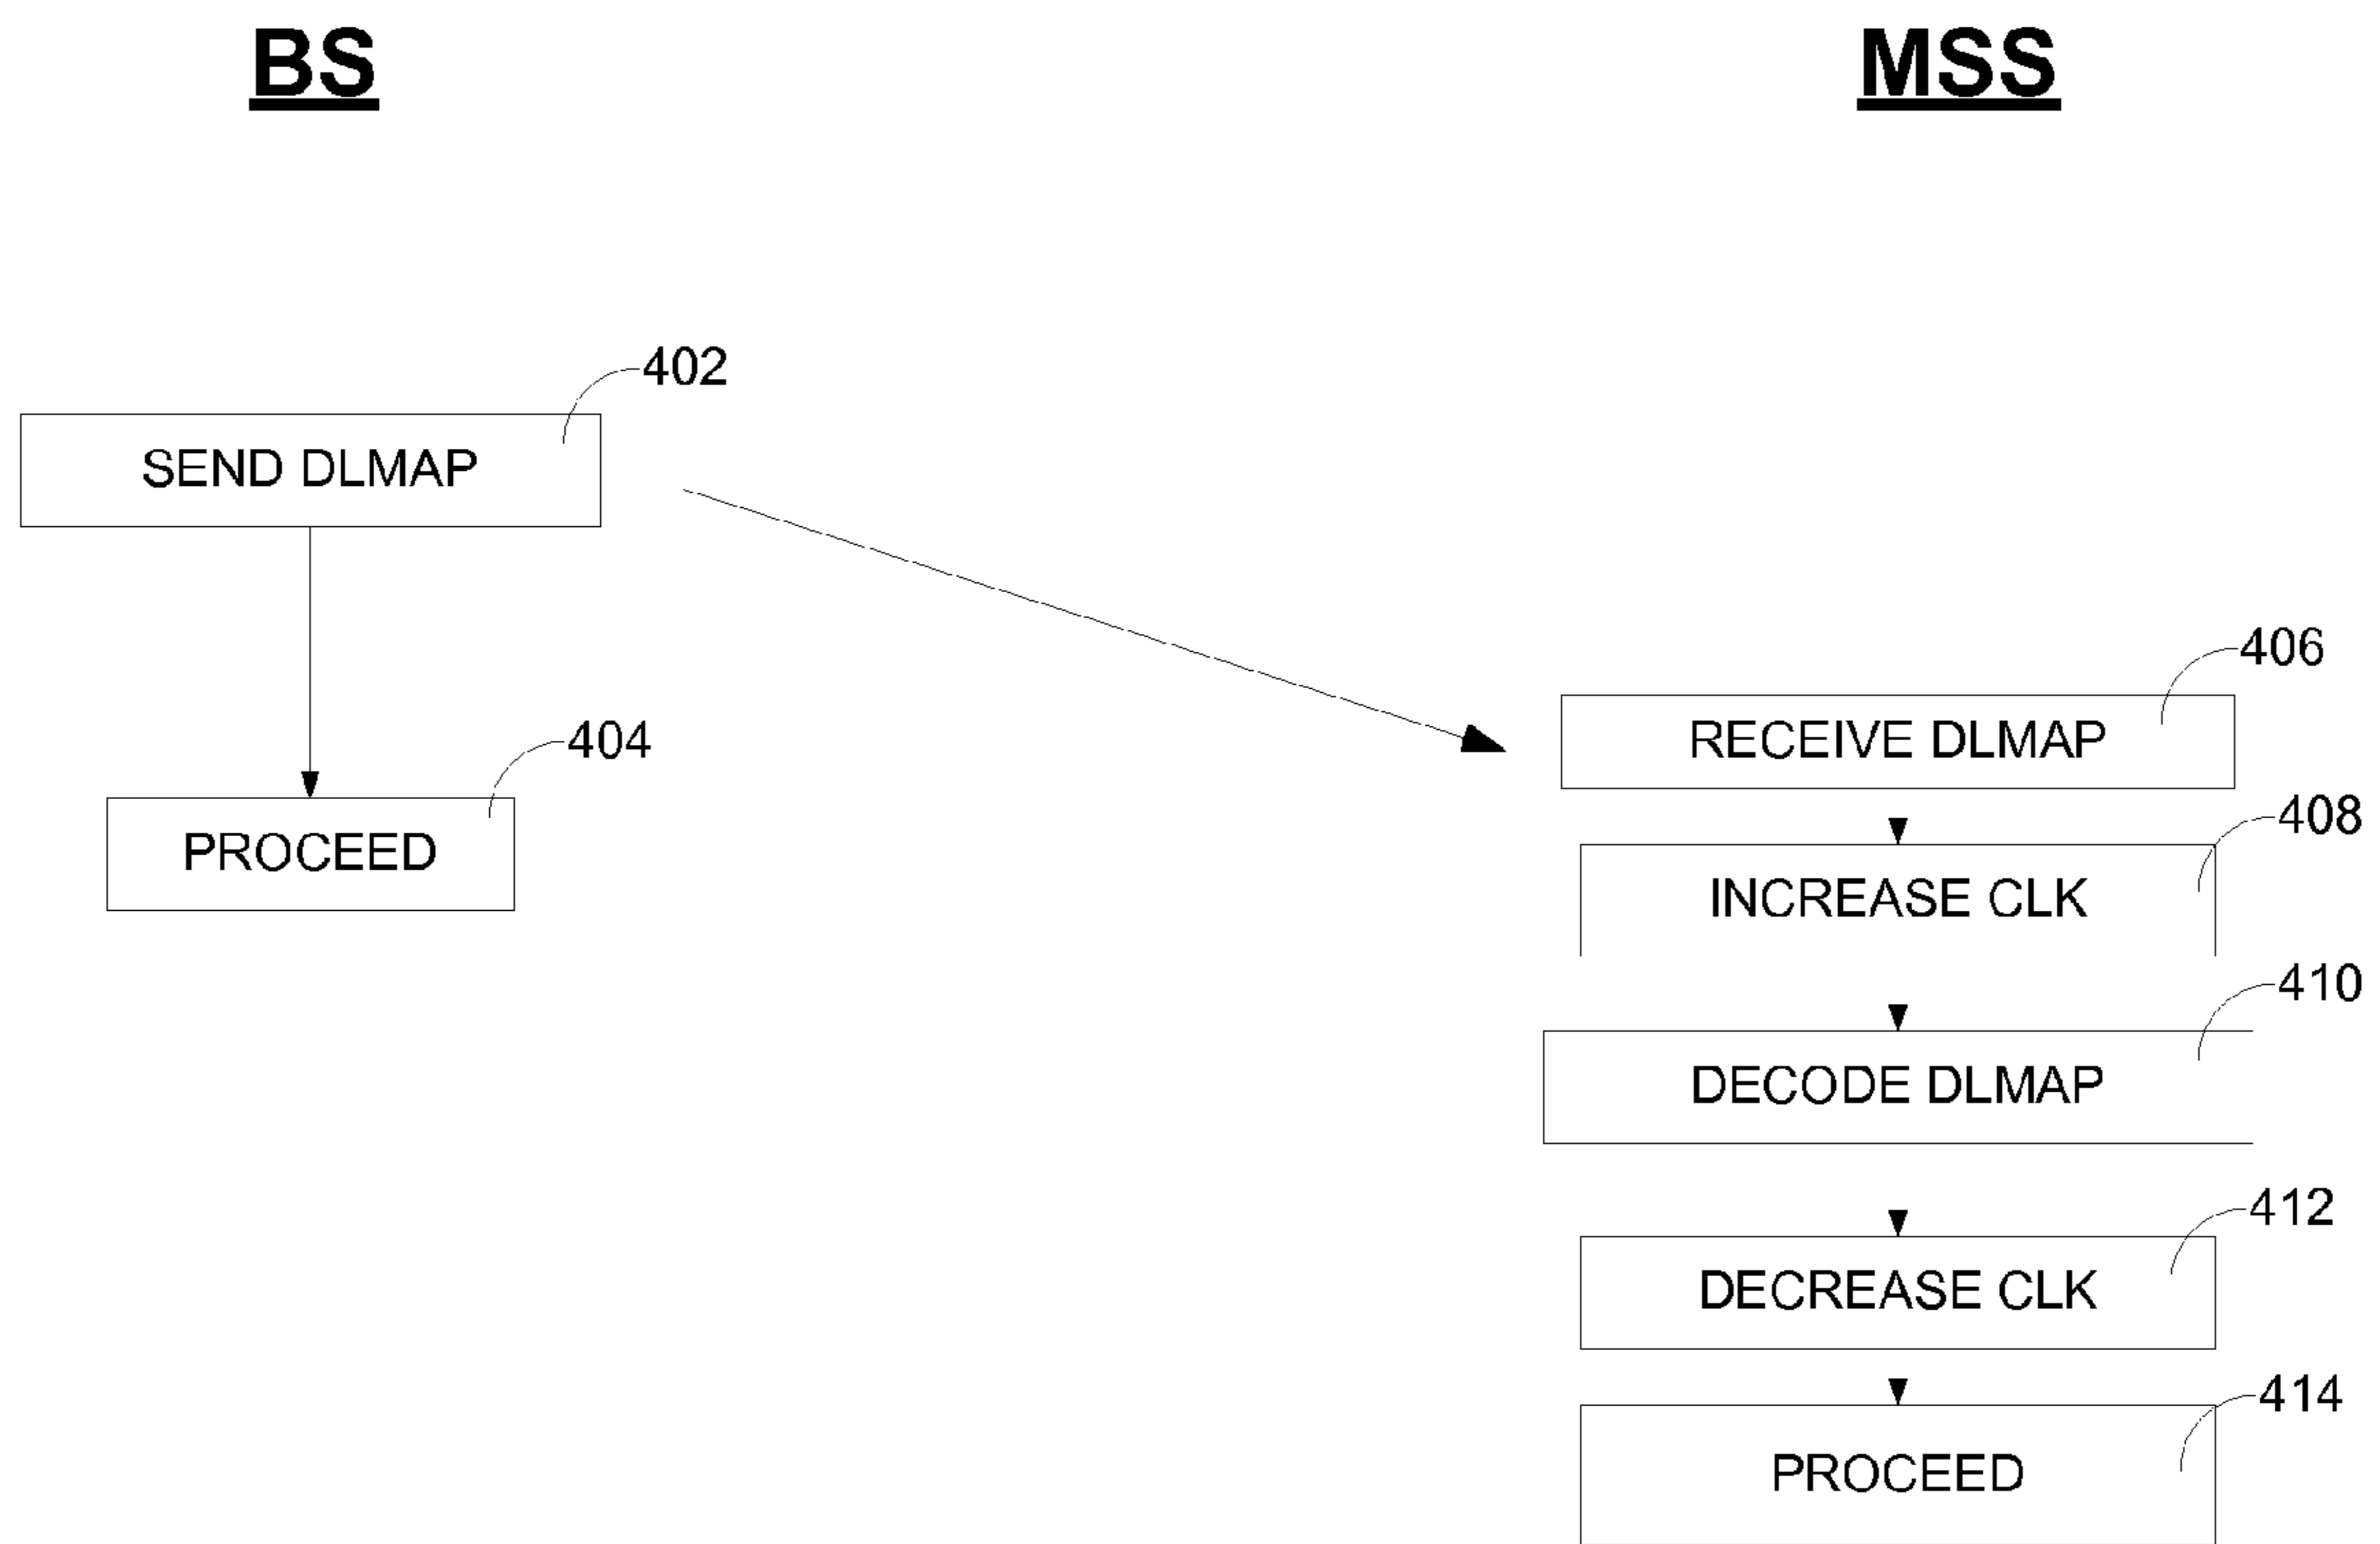 BS
MSS
402
SEND DLMAP
406
RECEIVE DLMAP
404
PROCEED
408
INCREASE CLK
410
DECODE DLMAP
412
DECREASE CLK
414
PROCEED